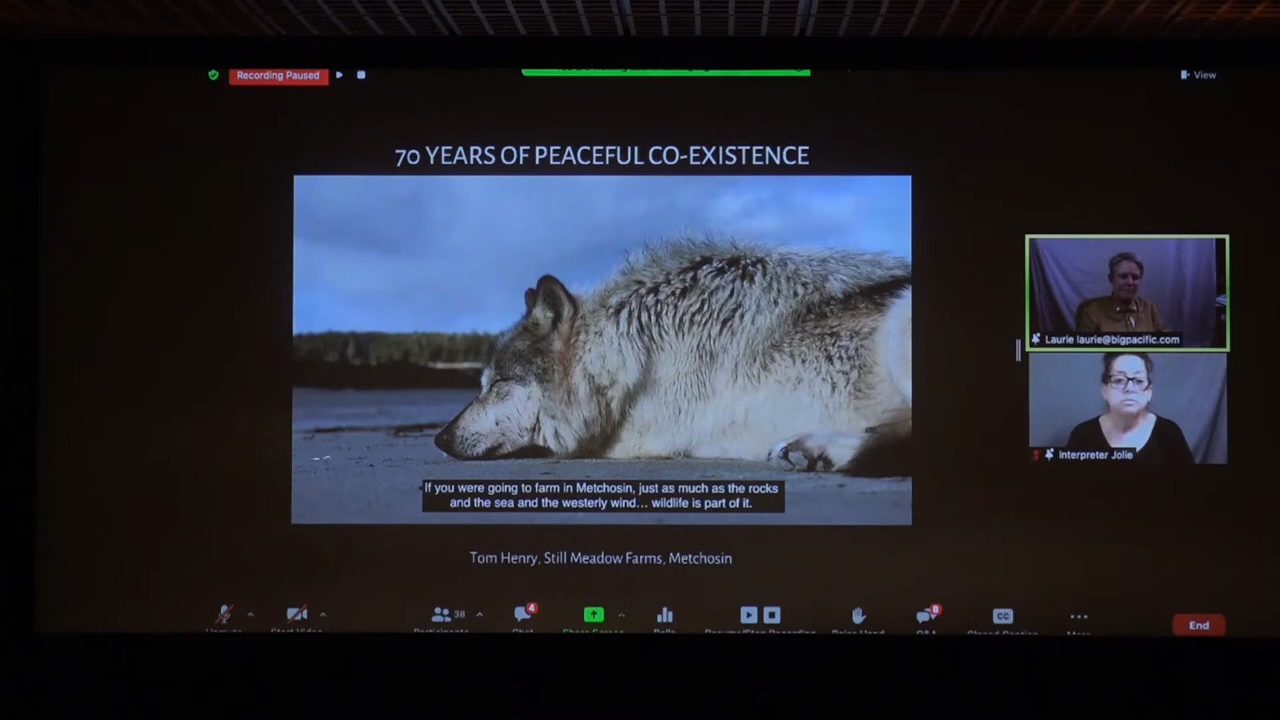 Recording Paused
View
70 YEARS OF PEACEFUL CO-EXISTENCE
Laurie laurie@bigpacific.com
interpreter Jolie
If you were going to farm in Metchosin, just as much as the rocks
and the sea and the westerly wind... wildlife is part of it.
Tom Henry, Still Meadow Farms, Metchosin
38
4
8
CC
End